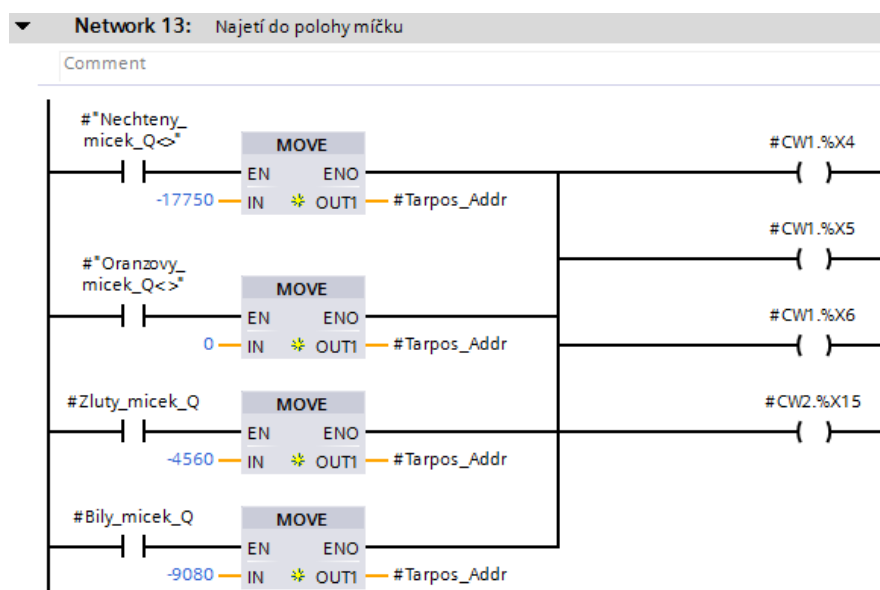 Network 13: Najetí do polohy míčku
Comment
#"Nechteny_
micek_Q<>"
MOVE
#CW1.%X4
EN ENO
-17750 IN OUT1 #Tarpos_Addr
#CW1.%X5
#"Oranzovy_
micek_Q<>"
MOVE
#CW1.%X6
EN ENO
0 IN OUT1 #Tarpos_Addr
#Zluty_micek_Q MOVE #CW2.%X15
EN ENO
-4560 IN OUT1 #Tarpos_Addr
#Bily_micek_Q MOVE
EN ENO
-9080 IN OUT1 #Tarpos_Addr